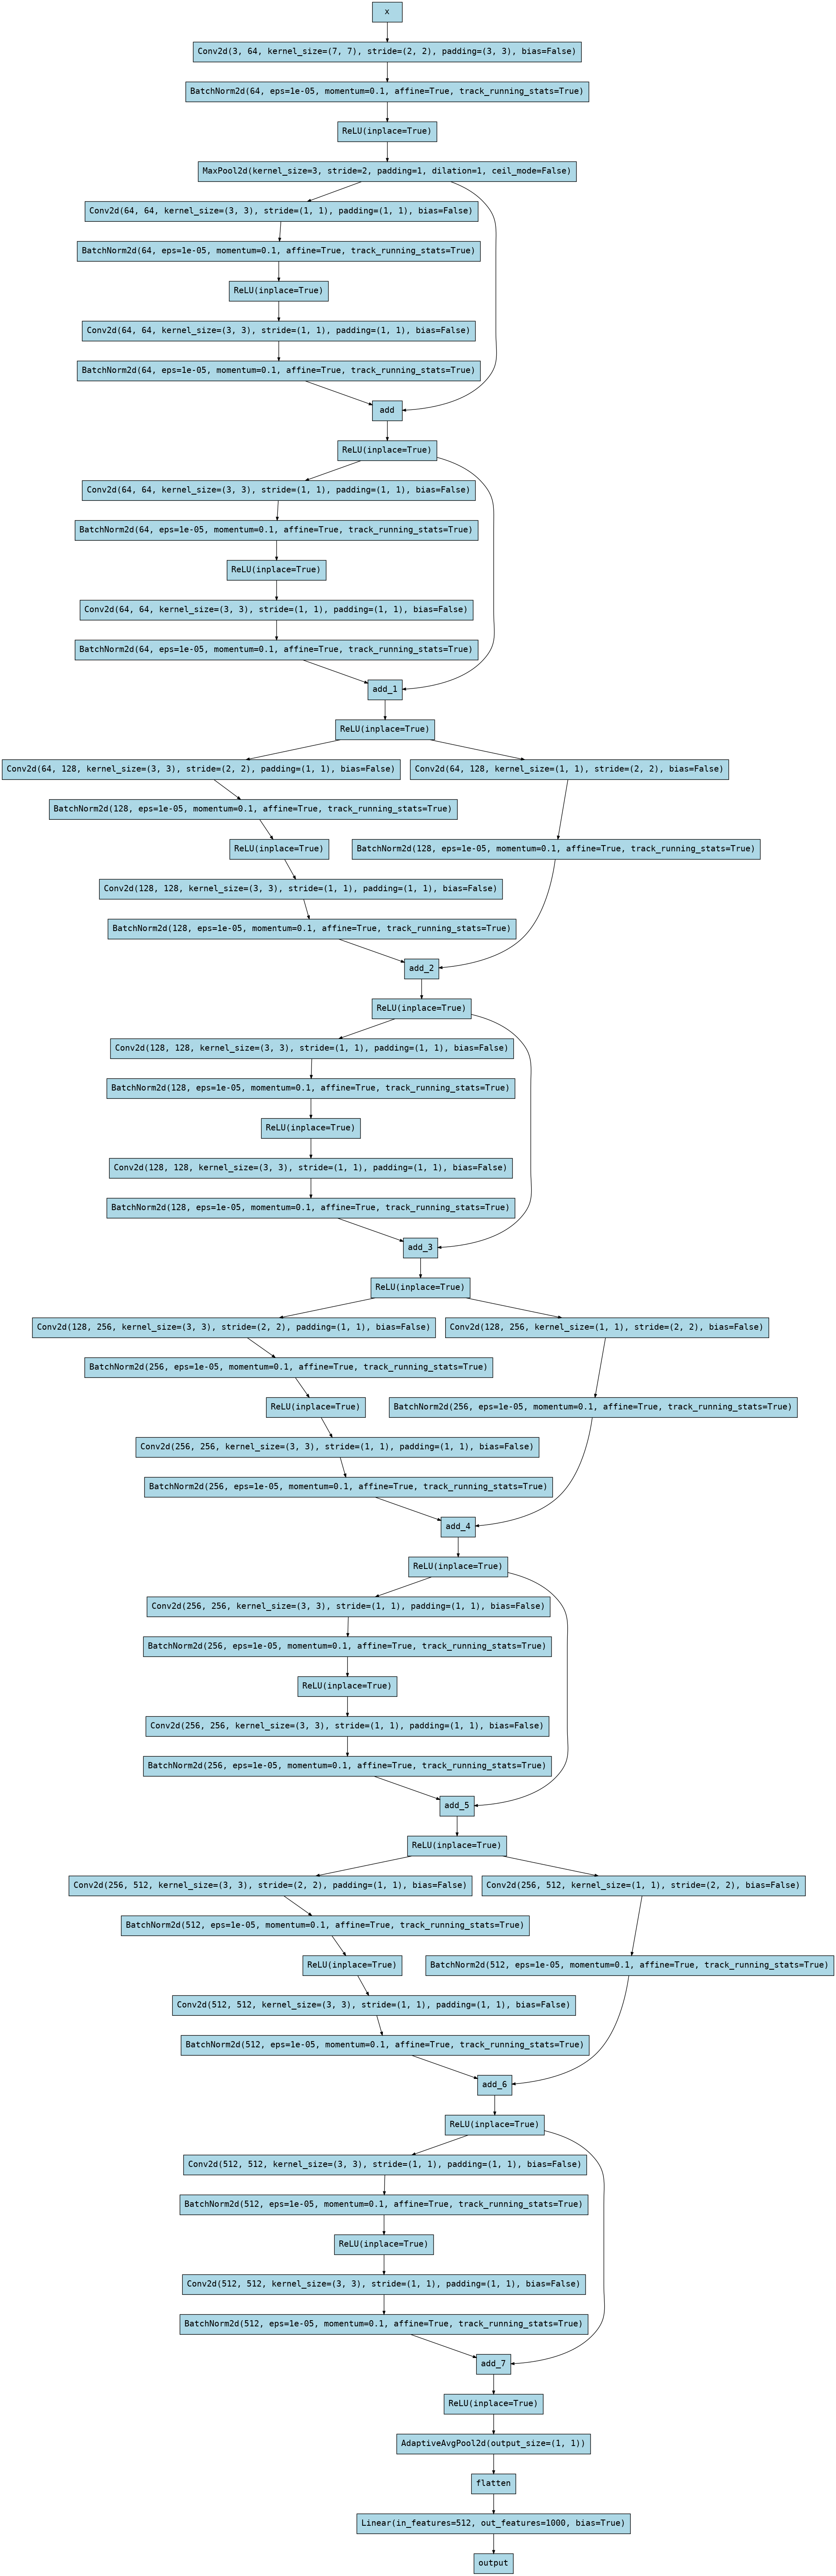 x
Conv2d(3, 64, kernel_size=(7, 7), stride=(2, 2), padding=(3, 3), bias=False)
BatchNorm2d(64, eps=1e-05, momentum=0.1, affine=True, track_running_stats=True)
ReLU(inplace=True)
MaxPool2d(kernel_size=3, stride=2, padding=1, dilation=1, ceil_mode=False)
Conv2d(64, 64, kernel_size=(3, 3), stride=(1, 1), padding=(1, 1), bias=False)
BatchNorm2d(64, eps=1e-05, momentum=0.1, affine=True, track_running_stats=True)
ReLU(inplace=True)
Conv2d(64, 64, kernel_size=(3, 3), stride=(1, 1), padding=(1, 1), bias=False)
BatchNorm2d(64, eps=1e-05, momentum=0.1, affine=True, track_running_stats=True)
add
ReLU(inplace=True)
Conv2d(64, 64, kernel_size=(3, 3), stride=(1, 1), padding=(1, 1), bias=False)
BatchNorm2d(64, eps=1e-05, momentum=0.1, affine=True, track_running_stats=True)
ReLU(inplace=True)
Conv2d(64, 64, kernel_size=(3, 3), stride=(1, 1), padding=(1, 1), bias=False)
BatchNorm2d(64, eps=1e-05, momentum=0.1, affine=True, track_running_stats=True)
add_1
ReLU(inplace=True)
Conv2d(64, 128, kernel_size=(3, 3), stride=(2, 2), padding=(1, 1), bias=False)
Conv2d(64, 128, kernel_size=(1, 1), stride=(2, 2), bias=False)
BatchNorm2d(128, eps=1e-05, momentum=0.1, affine=True, track_running_stats=True)
ReLU(inplace=True)
BatchNorm2d(128, eps=1e-05, momentum=0.1, affine=True, track_running_stats=True)
Conv2d(128, 128, kernel_size=(3, 3), stride=(1, 1), padding=(1, 1), bias=False)
BatchNorm2d(128, eps=1e-05, momentum=0.1, affine=True, track_running_stats=True)
add_2
ReLU(inplace=True)
Conv2d(128, 128, kernel_size=(3, 3), stride=(1, 1), padding=(1, 1), bias=False)
BatchNorm2d(128, eps=1e-05, momentum=0.1, affine=True, track_running_stats=True)
ReLU(inplace=True)
Conv2d(128, 128, kernel_size=(3, 3), stride=(1, 1), padding=(1, 1), bias=False)
BatchNorm2d(128, eps=1e-05, momentum=0.1, affine=True, track_running_stats=True)
add_3
ReLU(inplace=True)
Conv2d(128, 256, kernel_size=(3, 3), stride=(2, 2), padding=(1, 1), bias=False)
Conv2d(128, 256, kernel_size=(1, 1), stride=(2, 2), bias=False)
BatchNorm2d(256, eps=1e-05, momentum=0.1, affine=True, track_running_stats=True)
ReLU(inplace=True)
BatchNorm2d(256, eps=1e-05, momentum=0.1, affine=True, track_running_stats=True)
Conv2d(256, 256, kernel_size=(3, 3), stride=(1, 1), padding=(1, 1), bias=False)
BatchNorm2d(256, eps=1e-05, momentum=0.1, affine=True, track_running_stats=True)
add_4
ReLU(inplace=True)
Conv2d(256, 256, kernel_size=(3, 3), stride=(1, 1), padding=(1, 1), bias=False)
BatchNorm2d(256, eps=1e-05, momentum=0.1, affine=True, track_running_stats=True)
ReLU(inplace=True)
Conv2d(256, 256, kernel_size=(3, 3), stride=(1, 1), padding=(1, 1), bias=False)
BatchNorm2d(256, eps=1e-05, momentum=0.1, affine=True, track_running_stats=True)
add_5
ReLU(inplace=True)
Conv2d(256, 512, kernel_size=(3, 3), stride=(2, 2), padding=(1, 1), bias=False)
Conv2d(256, 512, kernel_size=(1, 1), stride=(2, 2), bias=False)
BatchNorm2d(512, eps=1e-05, momentum=0.1, affine=True, track_running_stats=True)
ReLU(inplace=True)
BatchNorm2d(512, eps=1e-05, momentum=0.1, affine=True, track_running_stats=True)
Conv2d(512, 512, kernel_size=(3, 3), stride=(1, 1), padding=(1, 1), bias=False)
BatchNorm2d(512, eps=1e-05, momentum=0.1, affine=True, track_running_stats=True)
add_6
ReLU(inplace=True)
Conv2d(512, 512, kernel_size=(3, 3), stride=(1, 1), padding=(1, 1), bias=False)
BatchNorm2d(512, eps=1e-05, momentum=0.1, affine=True, track_running_stats=True)
ReLU(inplace=True)
Conv2d(512, 512, kernel_size=(3, 3), stride=(1, 1), padding=(1, 1), bias=False)
BatchNorm2d(512, eps=1e-05, momentum=0.1, affine=True, track_running_stats=True)
add_7
ReLU(inplace=True)
AdaptiveAvgPool2d(output_size=(1, 1))
flatten
Linear(in_features=512, out_features=1000, bias=True)
output